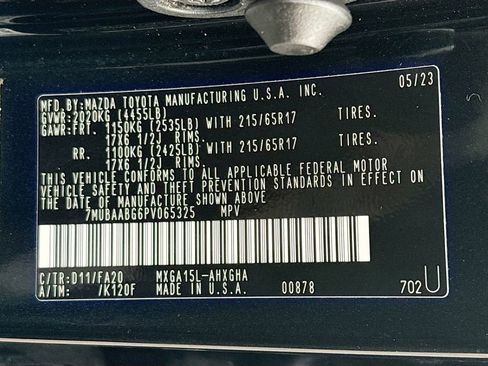 MFD.BY:MAZDA TOYOTA MANUFACTURING U.S.A. INC. 05/23
GVWR:2020KG (4455LB)
GAWR:FRT. 1150KG (2535LB) WITH 215/65R17 TIRES.
17X6 1/2J RIMS.
RR. 1100KG (2425LB) WITH 215/65R17 TIRES.
17X6 1/2J RIMS.
THIS VEHICLE CONFORMS TO ALL APPLICABLE FEDERAL MOTOR
VEHICLE SAFETY AND THEFT PREVENTION STANDARDS IN EFFECT ON
THE DATE OF MANUFACTURE SHOWN ABOVE.
7MUBAABG6PV065325 MPV
C/TR:D11/FA20 MXGA15L-AHXGHA
A/TM: /K120F MADE IN U.S.A. 00878 702U